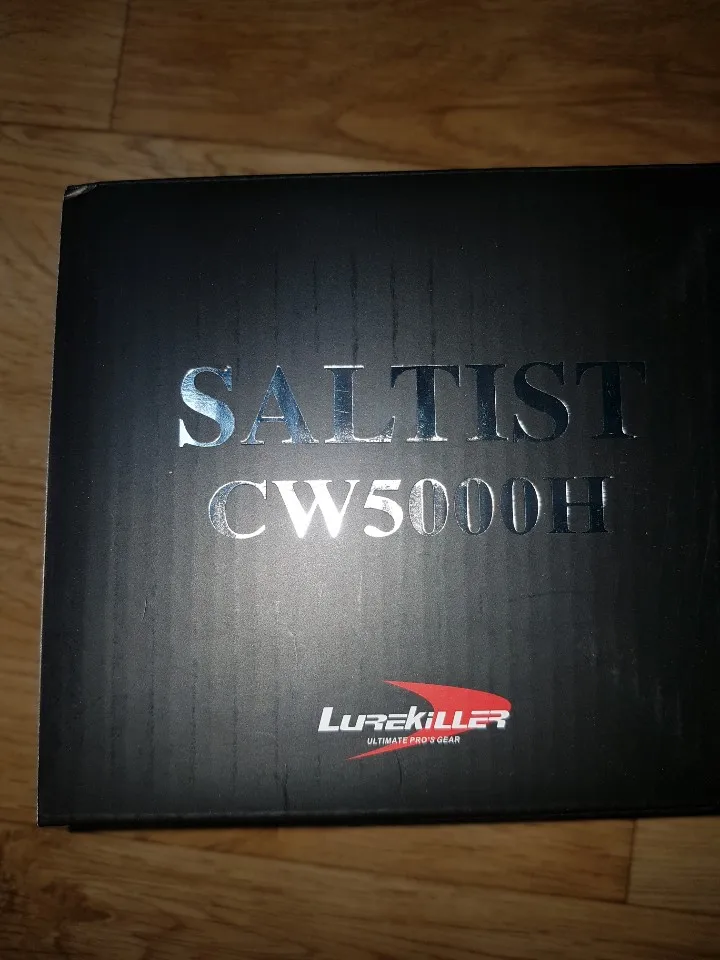 SALTIST
CW5000H
LUREKILLER
ULTIMATE PRO'S GEAR